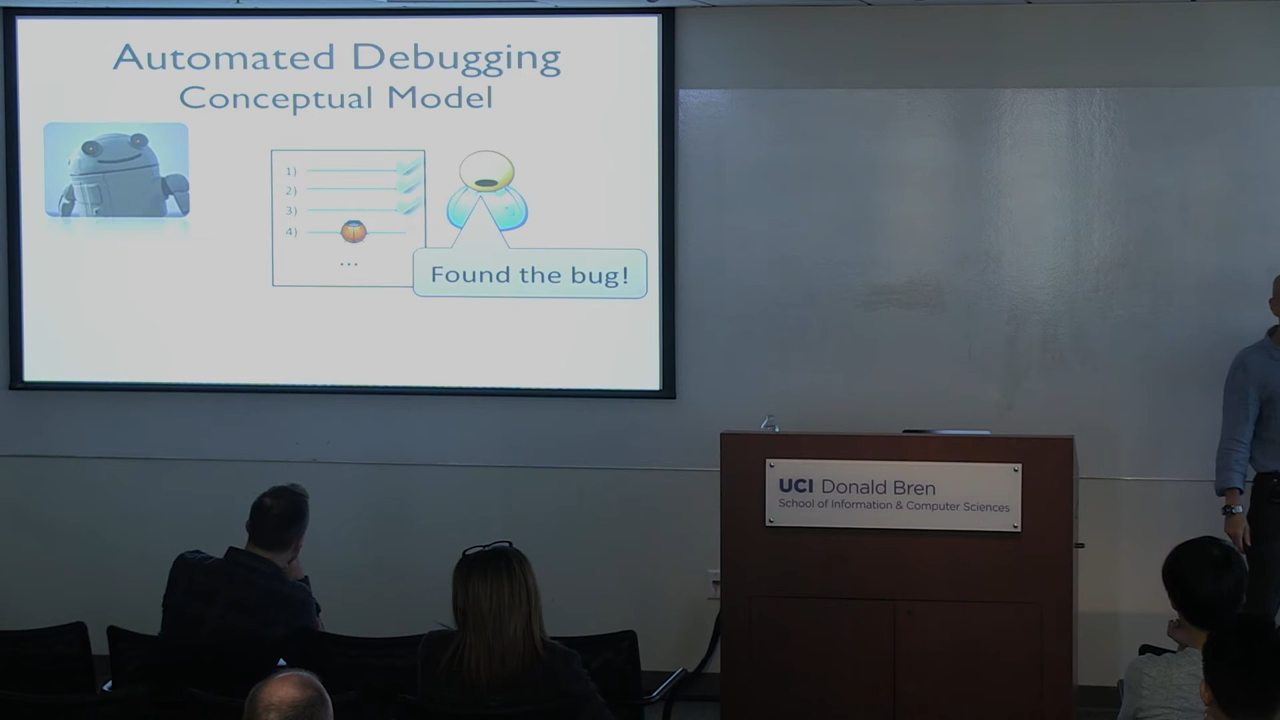 Automated Debugging
Conceptual Model
1)
2)
3)
4)
...
Found the bug!
UCI Donald Bren
School of Information & Computer Sciences